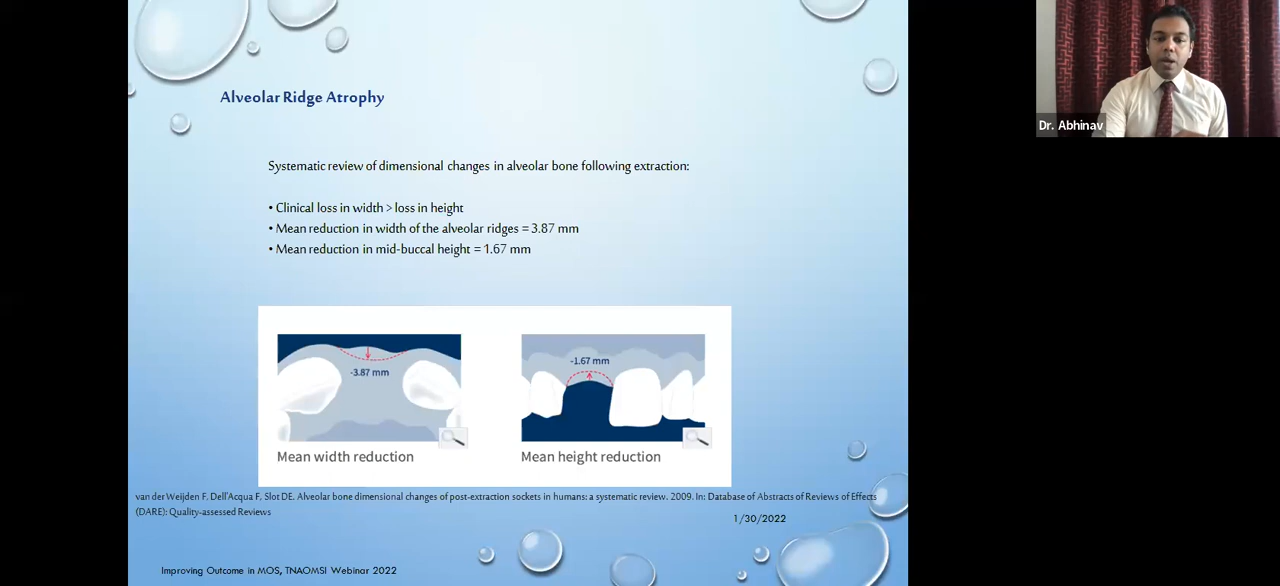 Alveolar Ridge Atrophy
Systematic review of dimensional changes in alveolar bone following extraction:
• Clinical loss in width > loss in height
• Mean reduction in width of the alveolar ridges = 3.87 mm
• Mean reduction in mid-buccal height = 1.67 mm
-3.87 mm
-1.67 mm
Mean width reduction
Mean height reduction
van der Weijden F, Dell'Acqua F, Slot DE. Alveolar bone dimensional changes of post-extraction sockets in humans: a systematic review. 2009. In: Database of Abstracts of Reviews of Effects
(DARE): Quality-assessed Reviews
1/30/2022
Improving Outcome in MOS, TNAOMSI Webinar 2022
Dr. Abhinav